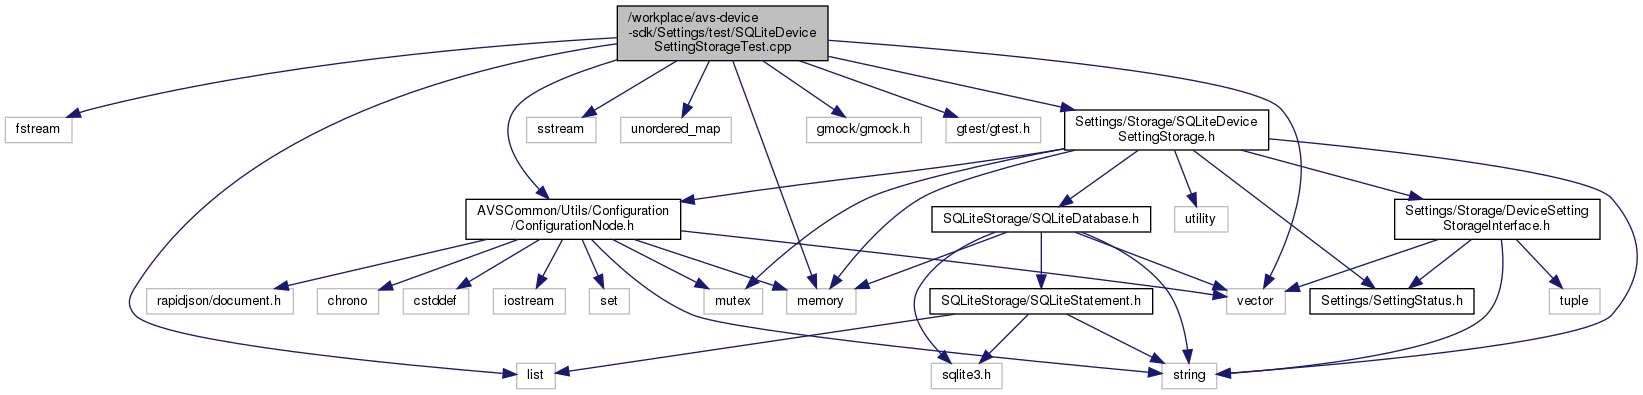 /workplace/avs-device
-sdk/Settings/test/SQLiteDevice
SettingStorageTest.cpp
fstream
sstream
unordered_map
gmock/gmock.h
gtest/gtest.h
Settings/Storage/SQLiteDevice
SettingStorage.h
AVSCommon/Utils/Configuration
/ConfigurationNode.h
SQLiteStorage/SQLiteDatabase.h
utility
Settings/Storage/DeviceSetting
StorageInterface.h
rapidjson/document.h
chrono
cstddef
iostream
set
mutex
memory
SQLiteStorage/SQLiteStatement.h
vector
Settings/SettingStatus.h
tuple
list
sqlite3.h
string